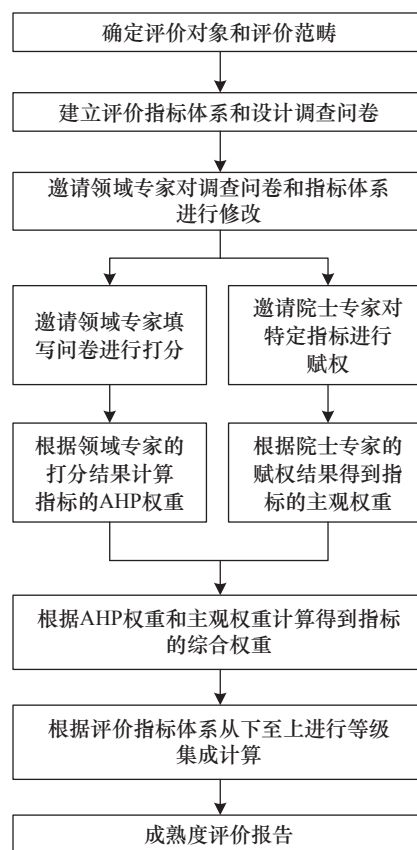 确定评价对象和评价范畴
建立评价指标体系和设计调查问卷
邀请领域专家对调查问卷和指标体系
进行修改
邀请领域专家填
写问卷进行打分
邀请院士专家对
特定指标进行
赋权
根据领域专家的
打分结果计算
指标的AHP权重
根据院士专家的
赋权结果得到指
标的主观权重
根据AHP权重和主观权重计算得到指标
的综合权重
根据评价指标体系从下至上进行等级
集成计算
成熟度评价报告